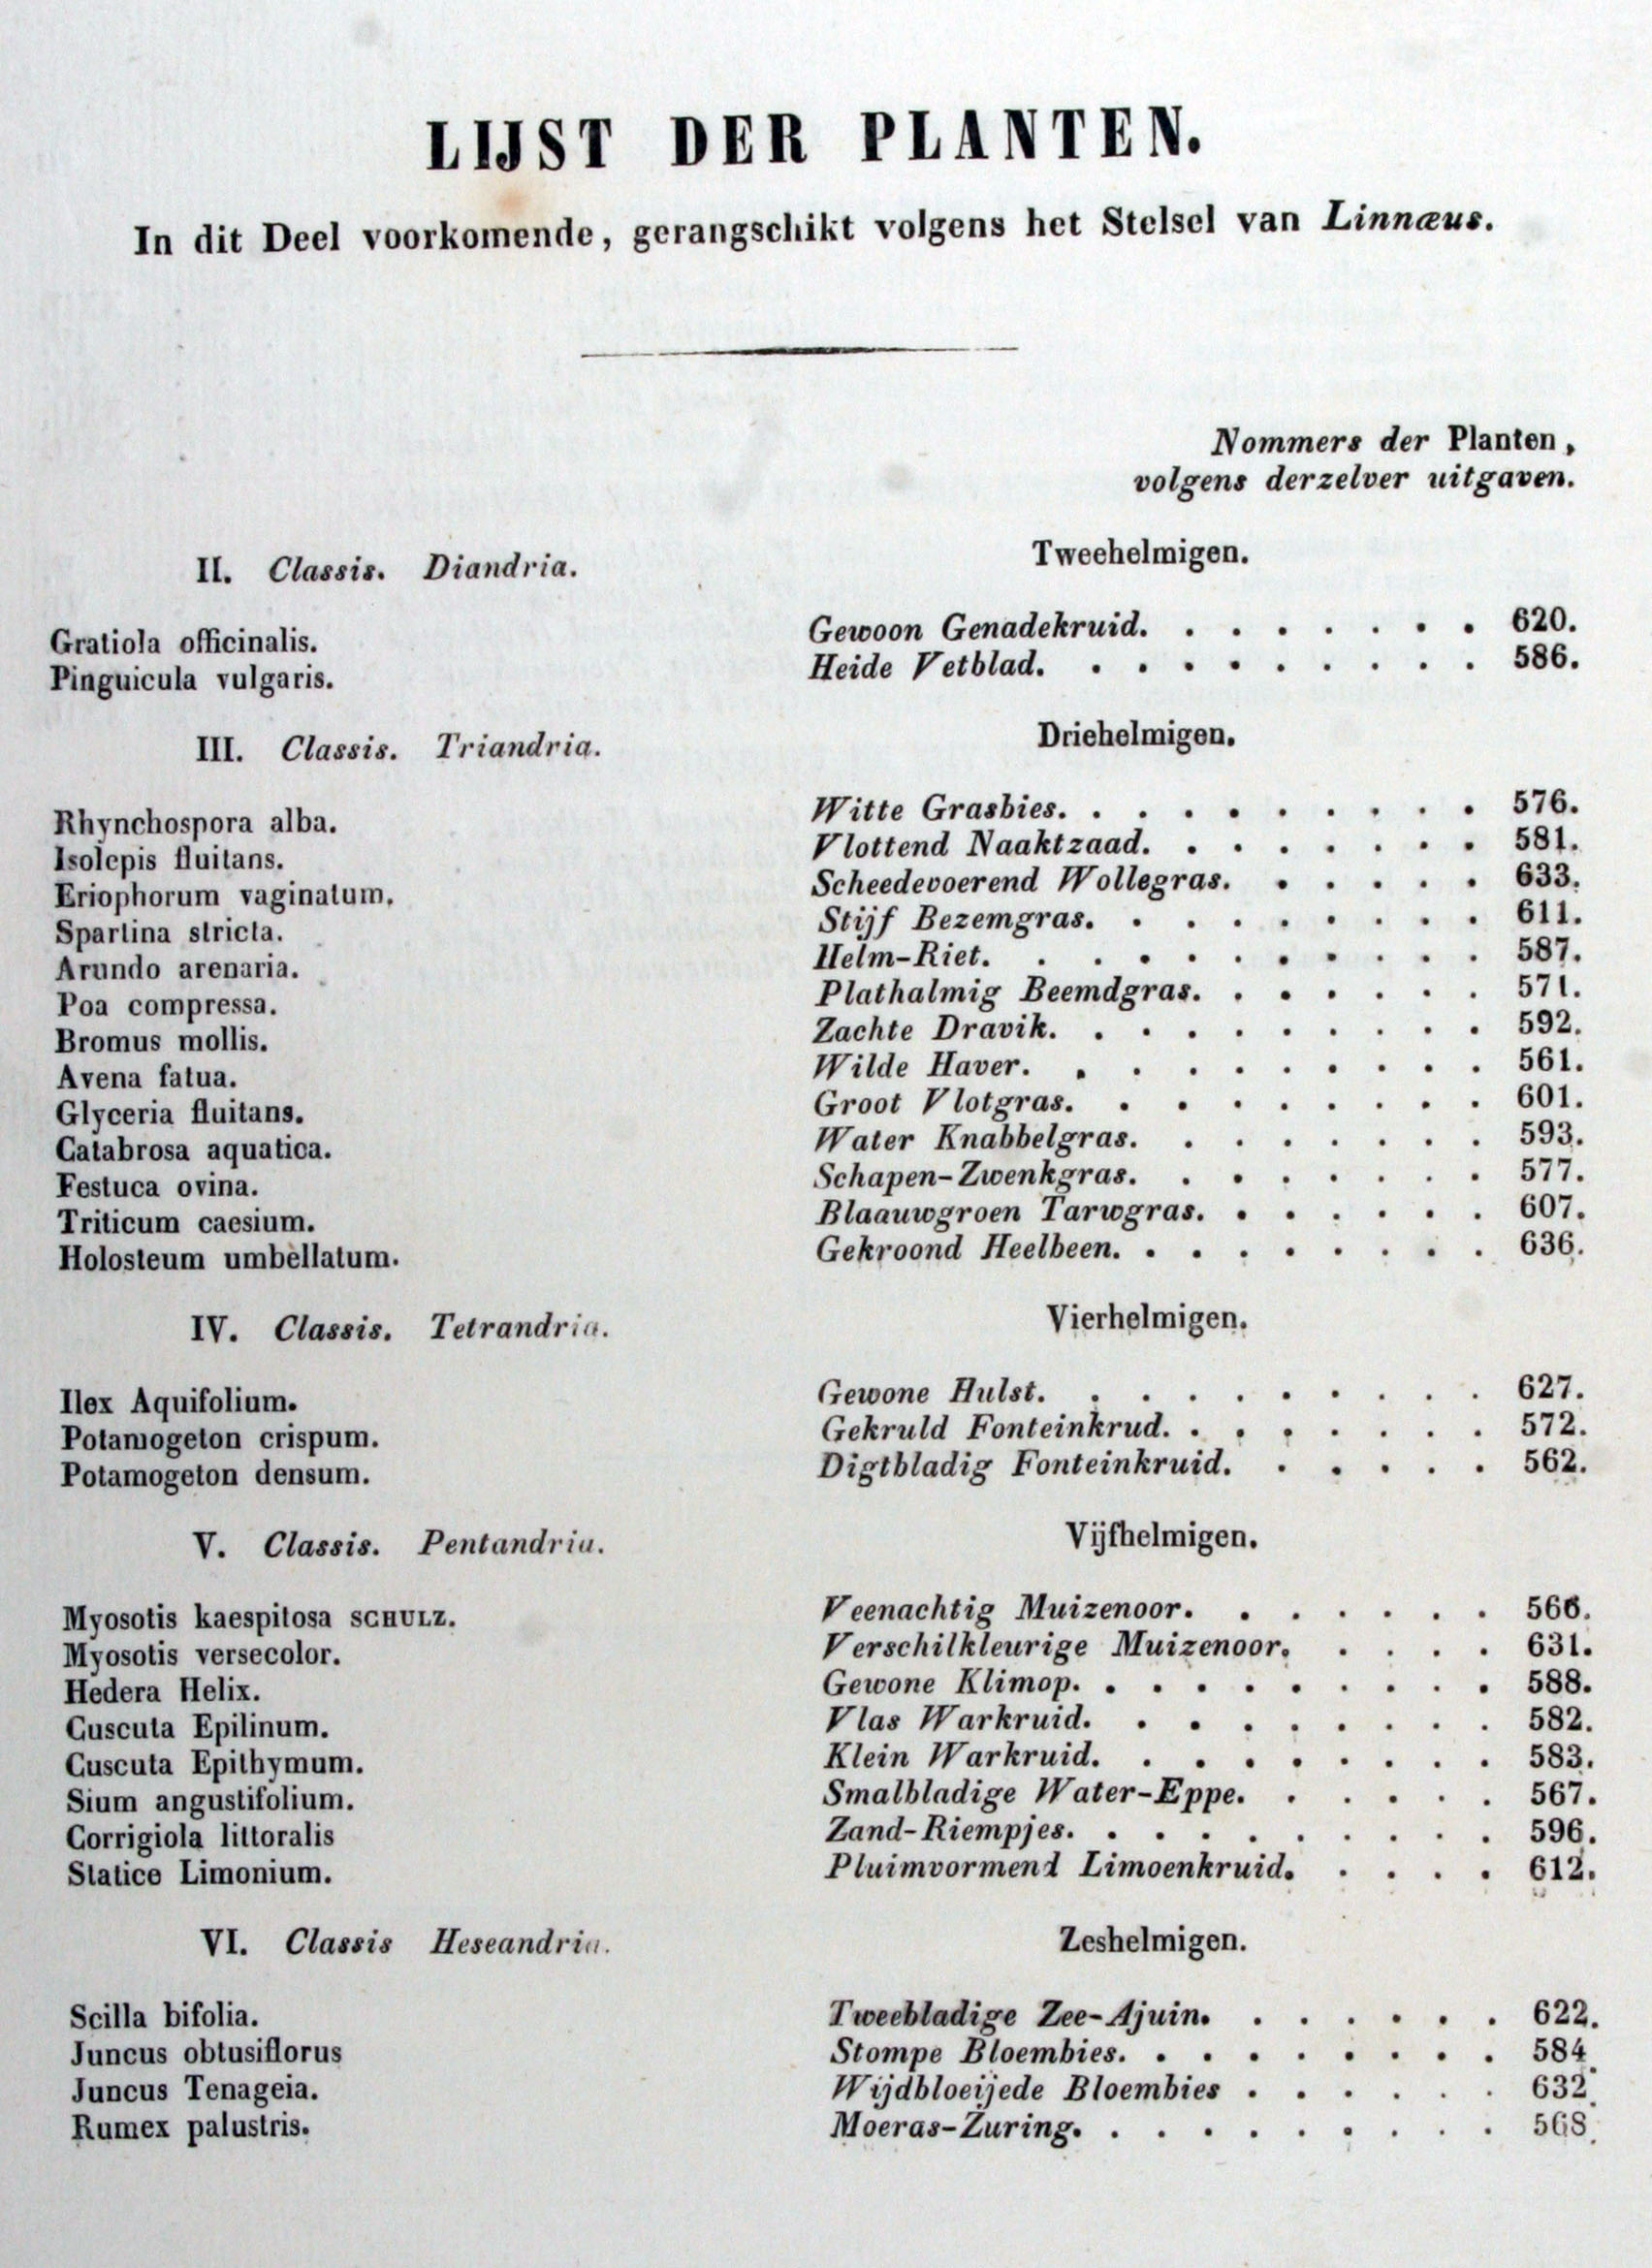 LIJST DER PLANTEN.
In dit Deel voorkomende, gerangschikt volgens het Stelsel van Linnæus.
Nommers der Planten,
volgens derzelver uitgaven.
II. Classis. Diandria. Tweehelmigen.
Gratiola officinalis. Gewoon Genadekruid. . . . . . . . 620.
Pinguicula vulgaris. Heide Vetblad. . . . . . . . . . 586.
III. Classis. Triandria. Driehelmigen.
Rhynchospora alba. Witte Grasbies. . . . . . . . . . 576.
Isolepis fluitans. Vlottend Naaktzaad. . . . . . . . 581.
Eriophorum vaginatum. Scheedevoerend Wollegras. . . . . . 633.
Spartina stricta. Stijf Bezemgras. . . . . . . . . 611.
Arundo arenaria. Helm-Riet. . . . . . . . . . . 587.
Poa compressa. Plathalmig Beemdgras. . . . . . . 571.
Bromus mollis. Zachte Dravik. . . . . . . . . . 592.
Avena fatua. Wilde Haver. . . . . . . . . . 561.
Glyceria fluitans. Groot Vlotgras. . . . . . . . . 601.
Catabrosa aquatica. Water Knabbelgras. . . . . . . . 593.
Festuca ovina. Schapen-Zwenkgras. . . . . . . . 577.
Triticum caesium. Blaauwgroen Tarwgras. . . . . . . 607.
Holosteum umbellatum. Gekroond Heelbeen. . . . . . . . . 636.
IV. Classis. Tetrandria. Vierhelmigen.
Ilex Aquifolium. Gewone Hulst. . . . . . . . . . 627.
Potamogeton crispum. Gekruld Fonteinkrud. . . . . . . . 572.
Potamogeton densum. Digtbladig Fonteinkruid. . . . . . 562.
V. Classis. Pentandria. Vijfhelmigen.
Myosotis kaespitosa SCHULZ. Veenachtig Muizenoor. . . . . . . 566.
Myosotis versecolor. Verschilkleurige Muizenoor. . . . . 631.
Hedera Helix. Gewone Klimop. . . . . . . . . . 588.
Cuscuta Epilinum. Vlas Warkruid. . . . . . . . . 582.
Cuscuta Epithymum. Klein Warkruid. . . . . . . . . 583.
Sium angustifolium. Smalbladige Water-Eppe. . . . . . 567.
Corrigiola littoralis Zand-Riempjes. . . . . . . . . . 596.
Statice Limonium. Pluimvormend Limoenkruid. . . . . 612.
VI. Classis Heseandria. Zeshelmigen.
Scilla bifolia. Tweebladige Zee-Ajuin. . . . . . . 622.
Juncus obtusiflorus Stompe Bloembies. . . . . . . . . 584
Juncus Tenageia. Wijdbloeijede Bloembies . . . . . . 632.
Rumex palustris. Moeras-Zuring. . . . . . . . . . 568.